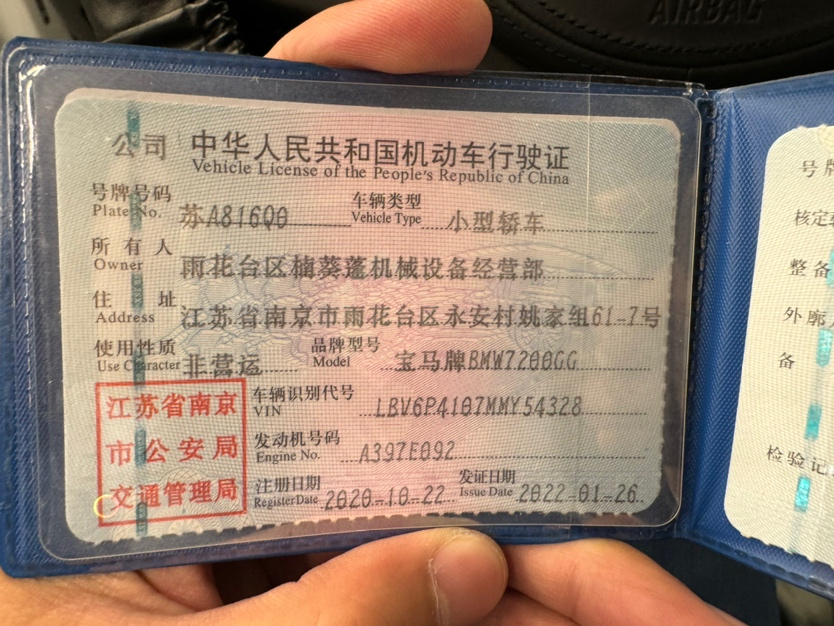 AIRBAG
公司 中华人民共和国机动车行驶证
Vehicle License of the People's Republic of China
号牌号码 苏A816Q0 车辆类型 小型轿车
Plate No. Vehicle Type
所有人 雨花台区楠葵蓬机械设备经营部
Owner
住址 江苏省南京市雨花台区永安村姚家组61-7号
Address
使用性质 非营运 品牌型号 宝马牌BMW7200GG
Use Character Model
江苏省南京
市公安局
交通管理局
车辆识别代号 LBV6P4107MMY54328
VIN
发动机号码 A397E092
Engine No.
注册日期 2020-10-22 发证日期 2022-01-26
Register Date Issue Date
号牌
核定
整备
外廓
备
检验记